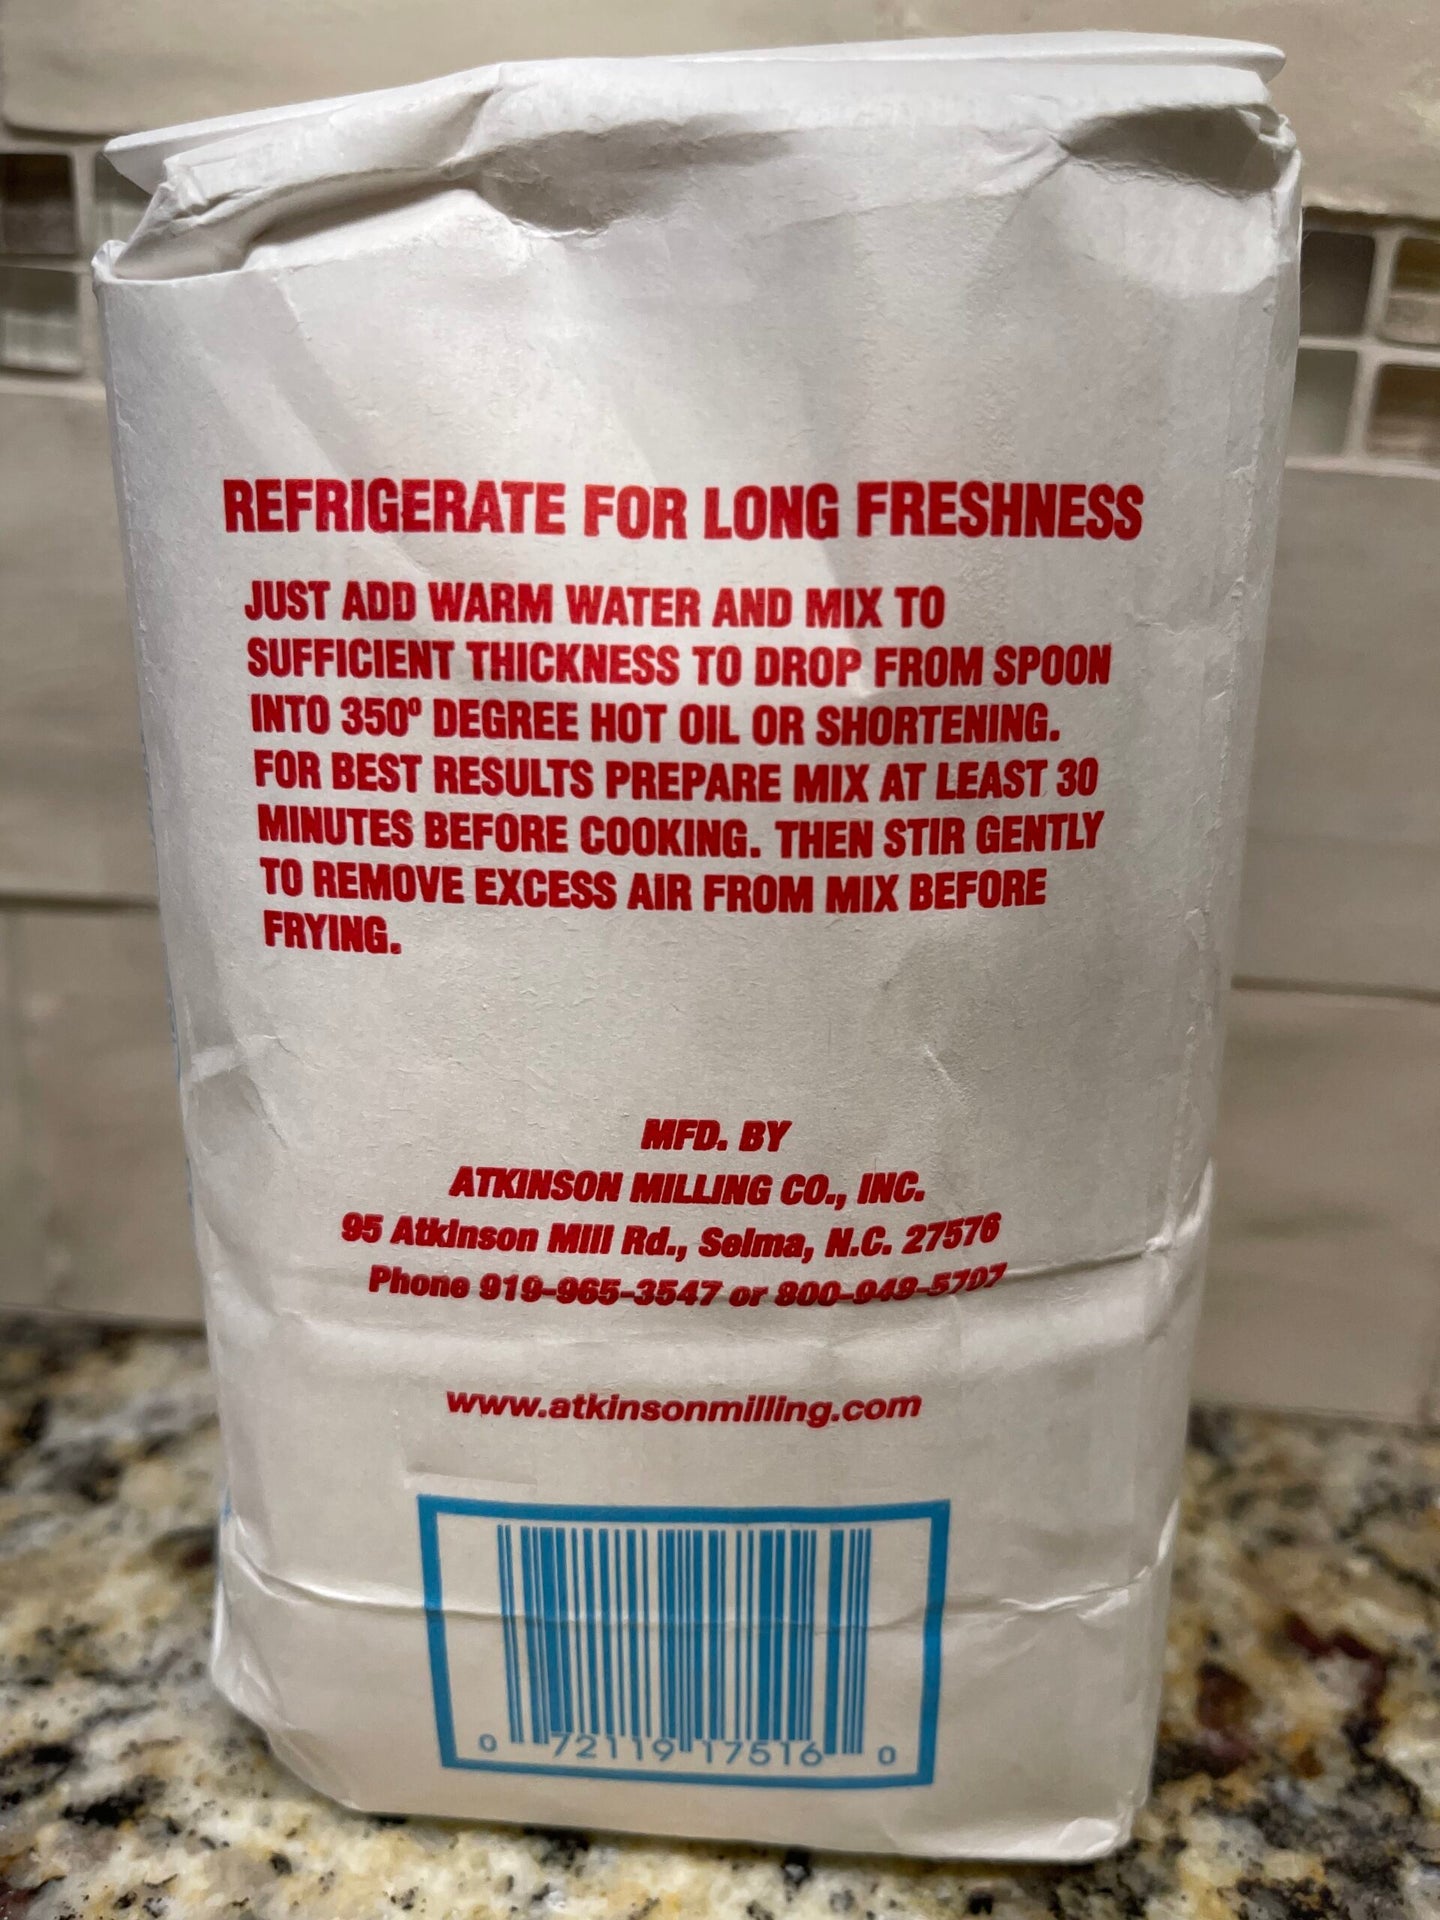 REFRIGERATE FOR LONG FRESHNESS
JUST ADD WARM WATER AND MIX TO
SUFFICIENT THICKNESS TO DROP FROM SPOON
INTO 350º DEGREE HOT OIL OR SHORTENING.
FOR BEST RESULTS PREPARE MIX AT LEAST 30
MINUTES BEFORE COOKING. THEN STIR GENTLY
TO REMOVE EXCESS AIR FROM MIX BEFORE
FRYING.
MFD. BY
ATKINSON MILLING CO., INC.
95 Atkinson Mill Rd., Selma, N.C. 27576
Phone 919-965-3547 or 800-948-5707
www.atkinsonmilling.com
0 72119 17516 0